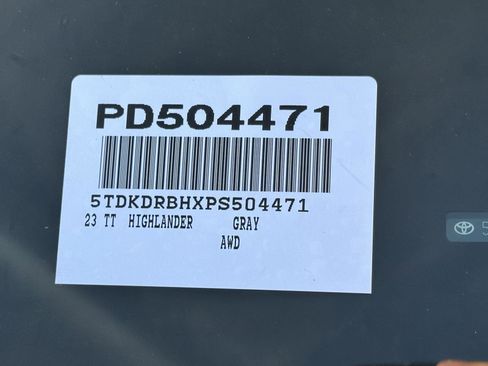 PD504471
5TDKDRBHXPS504471
23 TT HIGHLANDER GRAY
AWD